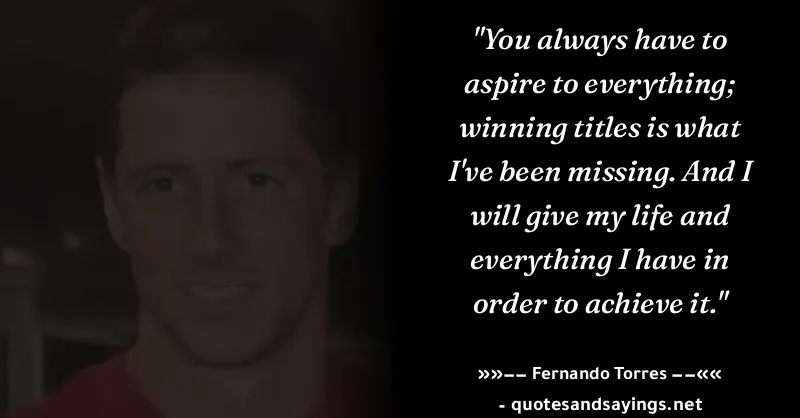 "You always have to
aspire to everything;
winning titles is what
I've been missing. And I
will give my life and
everything I have in
order to achieve it."
»»–– Fernando Torres ––««
- quotesandsayings.net